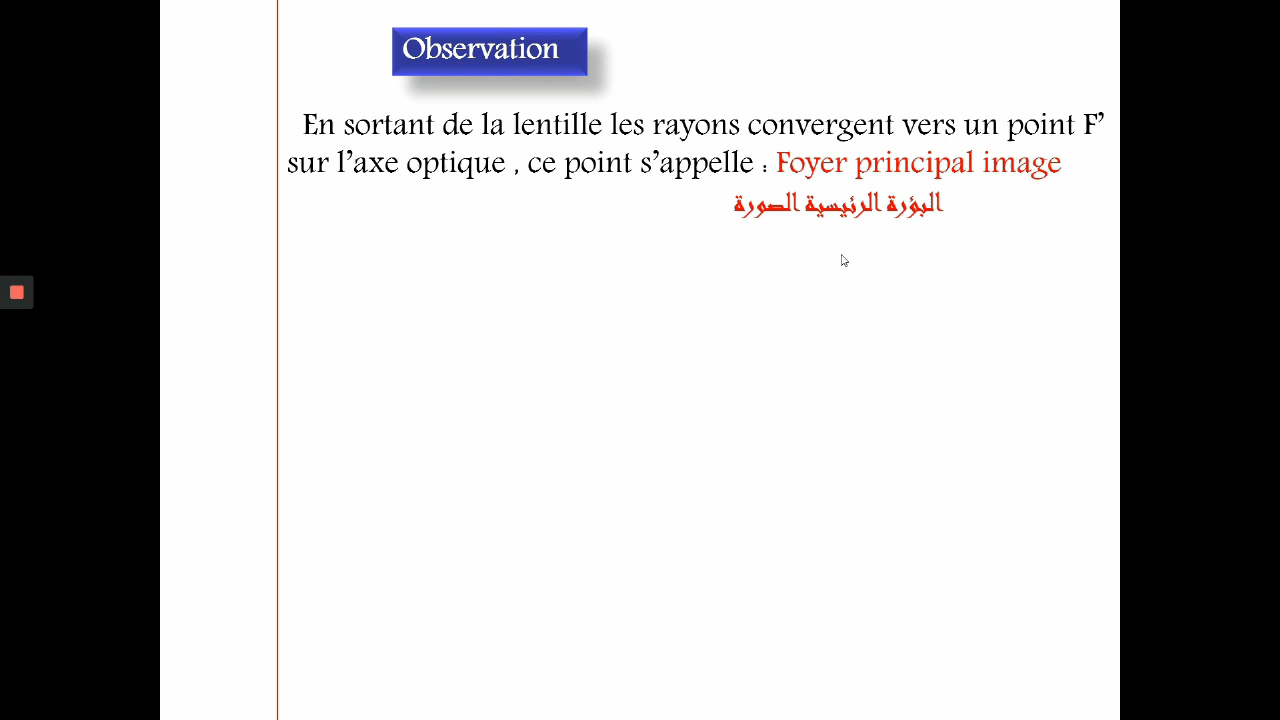 Observation
En sortant de la lentille les rayons convergent vers un point F’
sur l’axe optique , ce point s’appelle : Foyer principal image
البؤرة الرئيسية الصورة